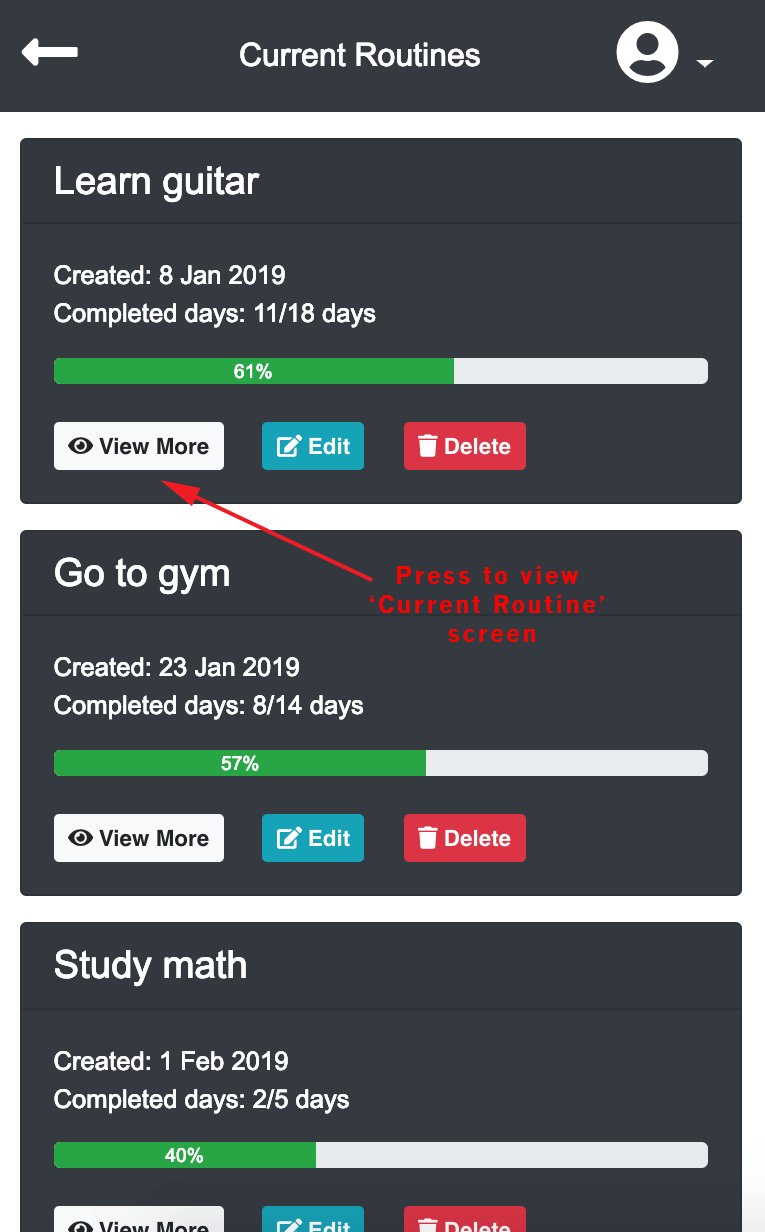 Current Routines
Learn guitar
Created: 8 Jan 2019
Completed days: 11/18 days
61%
View More Edit Delete
Go to gym
Press to view
‘Current Routine’
screen
Created: 23 Jan 2019
Completed days: 8/14 days
57%
View More Edit Delete
Study math
Created: 1 Feb 2019
Completed days: 2/5 days
40%
View More Edit Delete